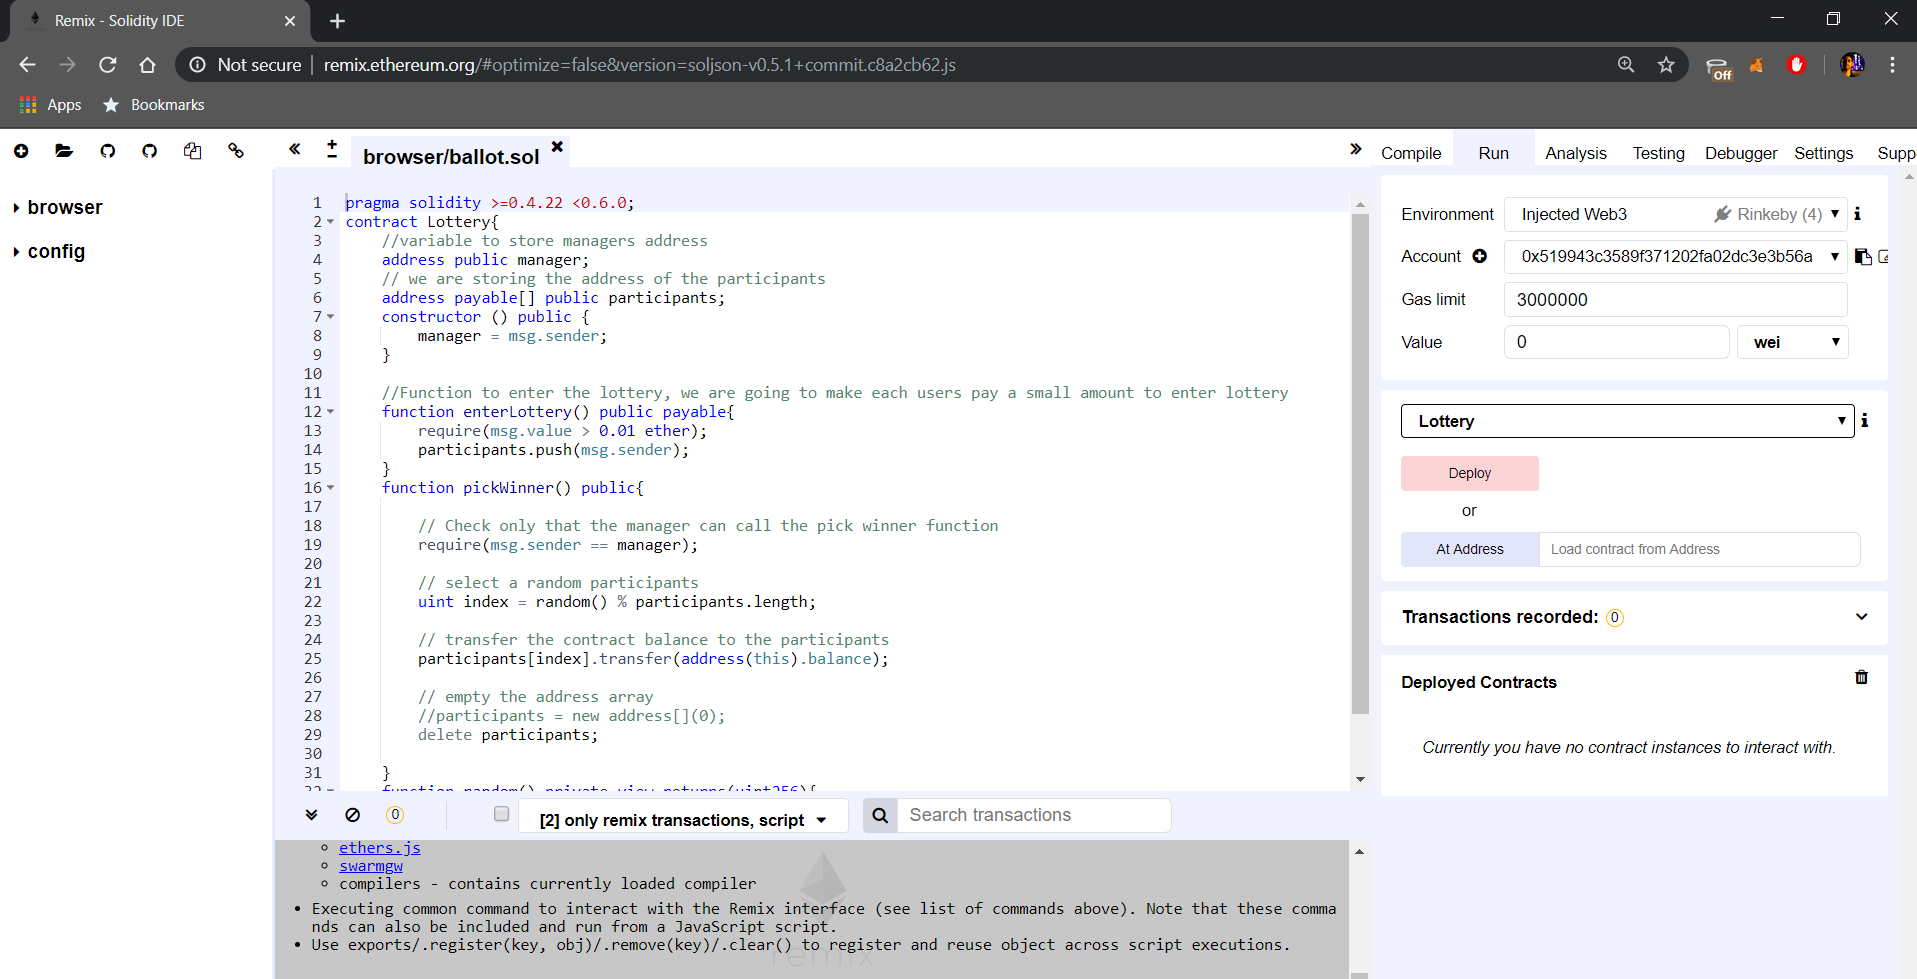 Remix - Solidity IDE
Not secure | remix.ethereum.org/#optimize=false&version=soljson-v0.5.1+commit.c8a2cb62.js
Off
Apps Bookmarks
browser/ballot.sol
Compile Run Analysis Testing Debugger Settings Supp
browser
config
1 pragma solidity >=0.4.22 <0.6.0;
2 contract Lottery{
3 //variable to store managers address
4 address public manager;
5 // we are storing the address of the participants
6 address payable[] public participants;
7 constructor () public {
8 manager = msg.sender;
9 }
10
11 //Function to enter the lottery, we are going to make each users pay a small amount to enter lottery
12 function enterLottery() public payable{
13 require(msg.value > 0.01 ether);
14 participants.push(msg.sender);
15 }
16 function pickWinner() public{
17
18 // Check only that the manager can call the pick winner function
19 require(msg.sender == manager);
20
21 // select a random participants
22 uint index = random() % participants.length;
23
24 // transfer the contract balance to the participants
25 participants[index].transfer(address(this).balance);
26
27 // empty the address array
28 //participants = new address[](0);
29 delete participants;
30
31 }
32 function random() private view returns(uint256){
0
[2] only remix transactions, script
Search transactions
ethers.js
swarmgw
compilers - contains currently loaded compiler
• Executing common command to interact with the Remix interface (see list of commands above). Note that these comma
nds can also be included and run from a JavaScript script.
• Use exports/.register(key, obj)/.remove(key)/.clear() to register and reuse object across script executions.
remix
Environment Injected Web3 Rinkeby (4)
Account 0x519943c3589f371202fa02dc3e3b56a
Gas limit 3000000
Value 0 wei
Lottery
Deploy
or
At Address Load contract from Address
Transactions recorded: 0
Deployed Contracts
Currently you have no contract instances to interact with.